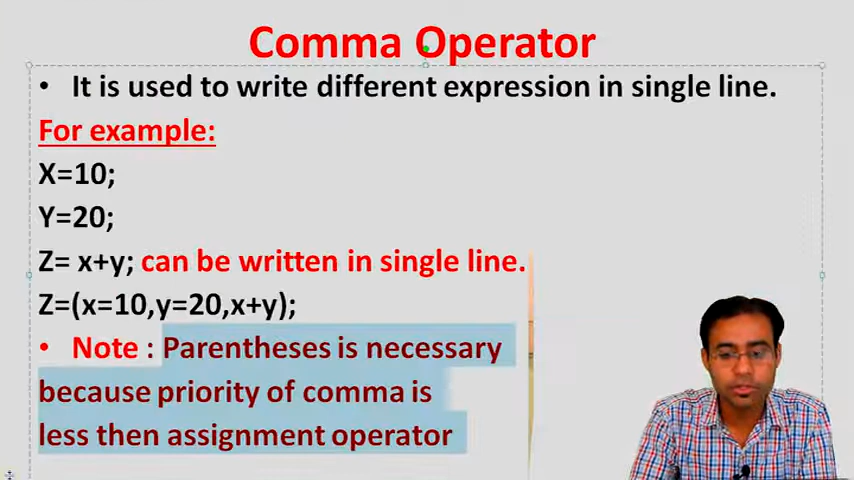 Comma Operator
• It is used to write different expression in single line.
For example:
X=10;
Y=20;
Z= x+y; can be written in single line.
Z=(x=10,y=20,x+y);
• Note : Parentheses is necessary
because priority of comma is
less then assignment operator